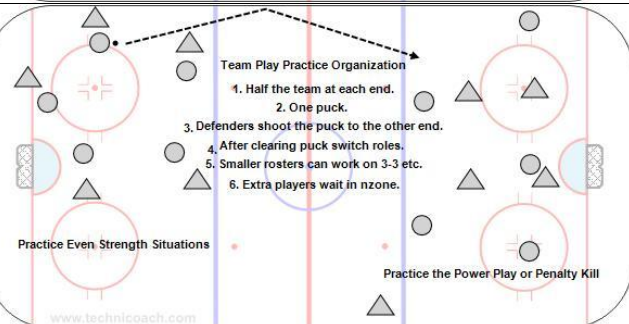 Team Play Practice Organization
1. Half the team at each end.
2. One puck.
3. Defenders shoot the puck to the other end.
4. After clearing puck switch roles.
5. Smaller rosters can work on 3-3 etc.
6. Extra players wait in nzone.
Practice Even Strength Situations
Practice the Power Play or Penalty Kill
www.technicoach.com